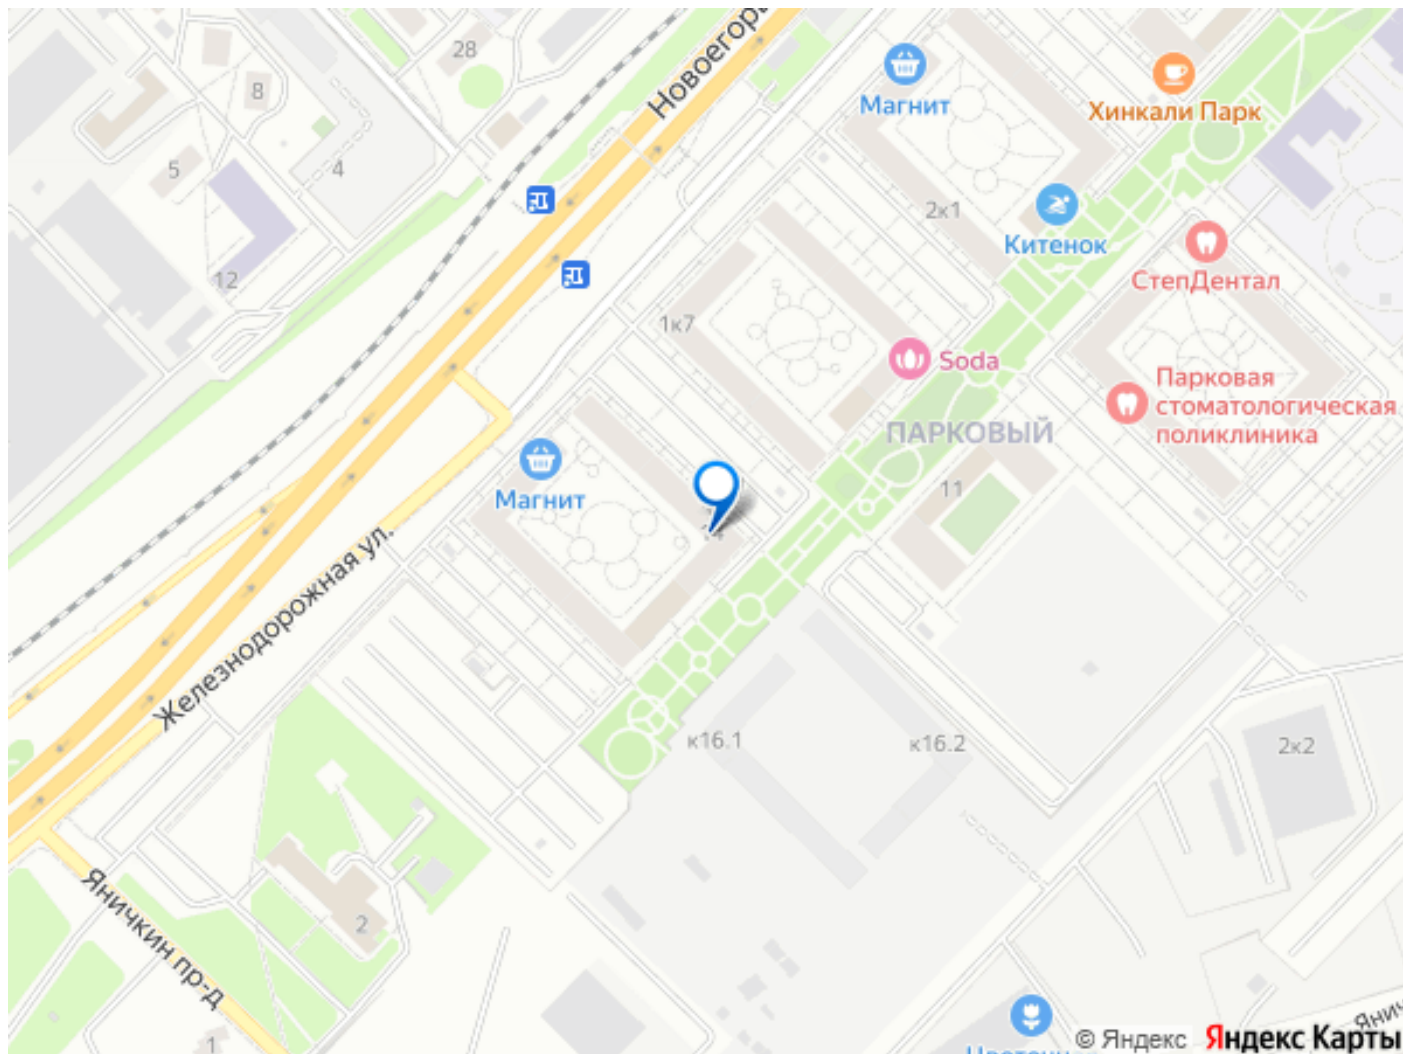 28
Новоегорь
8
Магнит
Хинкали Парк
5
4
2к1
Китенок
СтепДентал
12
1к7
Soda
Парковая
стоматологическая
поликлиника
ПАРКОВЫЙ
Магнит
11
Железнодорожная ул.
к16.1
к16.2
2к2
2
Яничкин пр-д
1
© Яндекс
Яндекс Карты